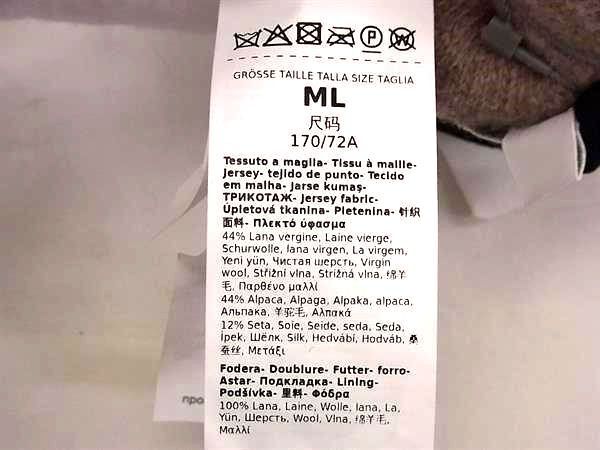 P W
GRÖSSE TAILLE TALLA SIZE TAGLIA
ML
尺码
170/72A
Tessuto a maglia- Tissu à maille-
Jersey- tejido de punto- Tecido
em malha- Jarse kumaş-
ТРИКОТАЖ- Jersey fabric-
Úpletová tkanina- Pletenina- 针织
面料- Πλεκτό ύφασμα
44% Lana vergine, Laine vierge,
Schurwolle, lana virgen, La virgem,
Yeni yün, Чистая шерсть, Virgin
wool, Střižní vlna, Strižná vlna, 绵羊
毛, Παρθένο μαλλί
44% Alpaca, Alpaga, Alpaka, alpaca,
Альпака, 羊驼毛, Αλπακά
12% Seta, Soie, Seide, seda, Seda,
İpek, Шёлк, Silk, Hedvábí, Hodváb, 桑
蚕丝, Μετάξι
Fodera- Doublure- Futter- forro-
Astar- Подкладка- Lining-
Podšívka- 里料- Φόδρα
100% Lana, Laine, Wolle, lana, La,
Yün, Шерсть, Wool, Vlna, 绵羊毛,
Μαλλί
про